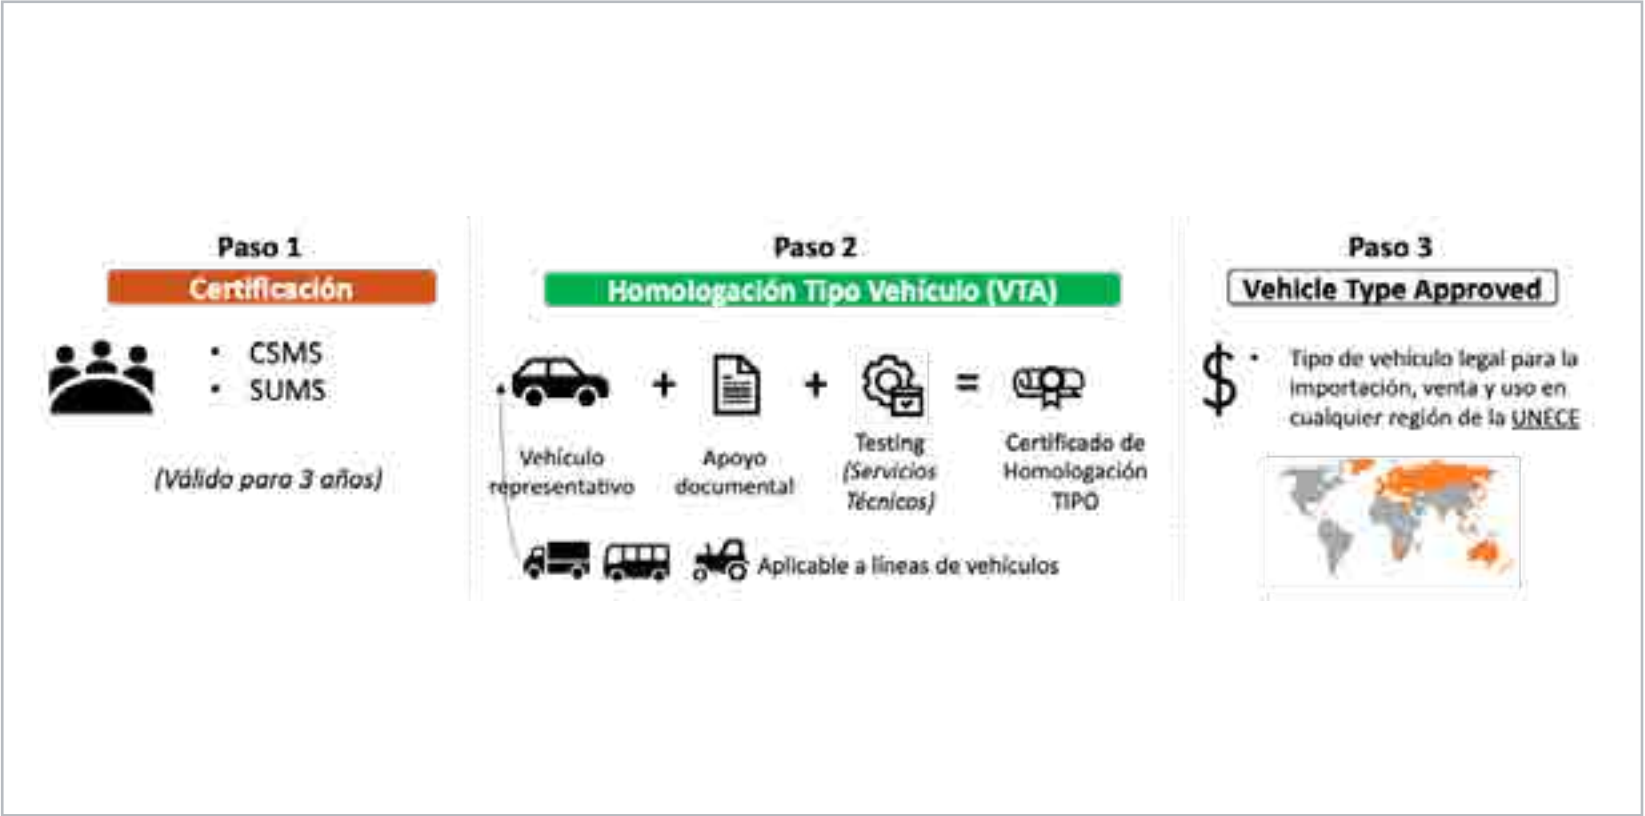 Paso 1
Certificación
• CSMS
• SUMS
(Válido para 3 años)
Paso 2
Homologación Tipo Vehículo (VTA)
+
+
=
Vehículo
representativo
Apoyo
documental
Testing
(Servicios
Técnicos)
Certificado de
Homologación
TIPO
Aplicable a líneas de vehículos
Paso 3
Vehicle Type Approved
$
• Tipo de vehículo legal para la
importación, venta y uso en
cualquier región de la UNECE